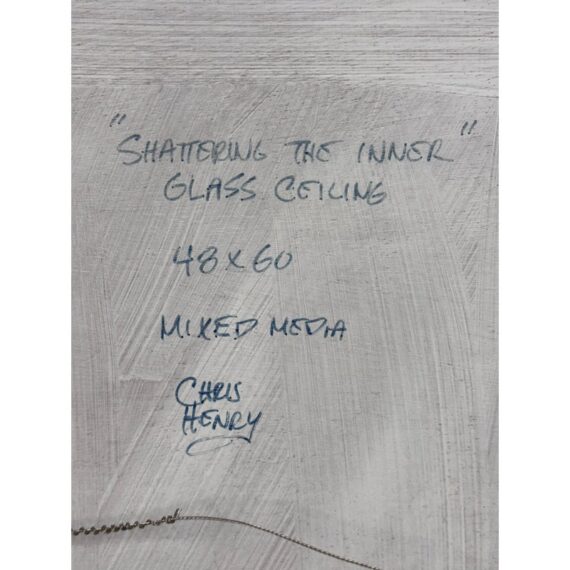 "SHATTERING THE INNER"
GLASS CEILING
48 x 60
MIXED MEDIA
CHRIS
HENRY